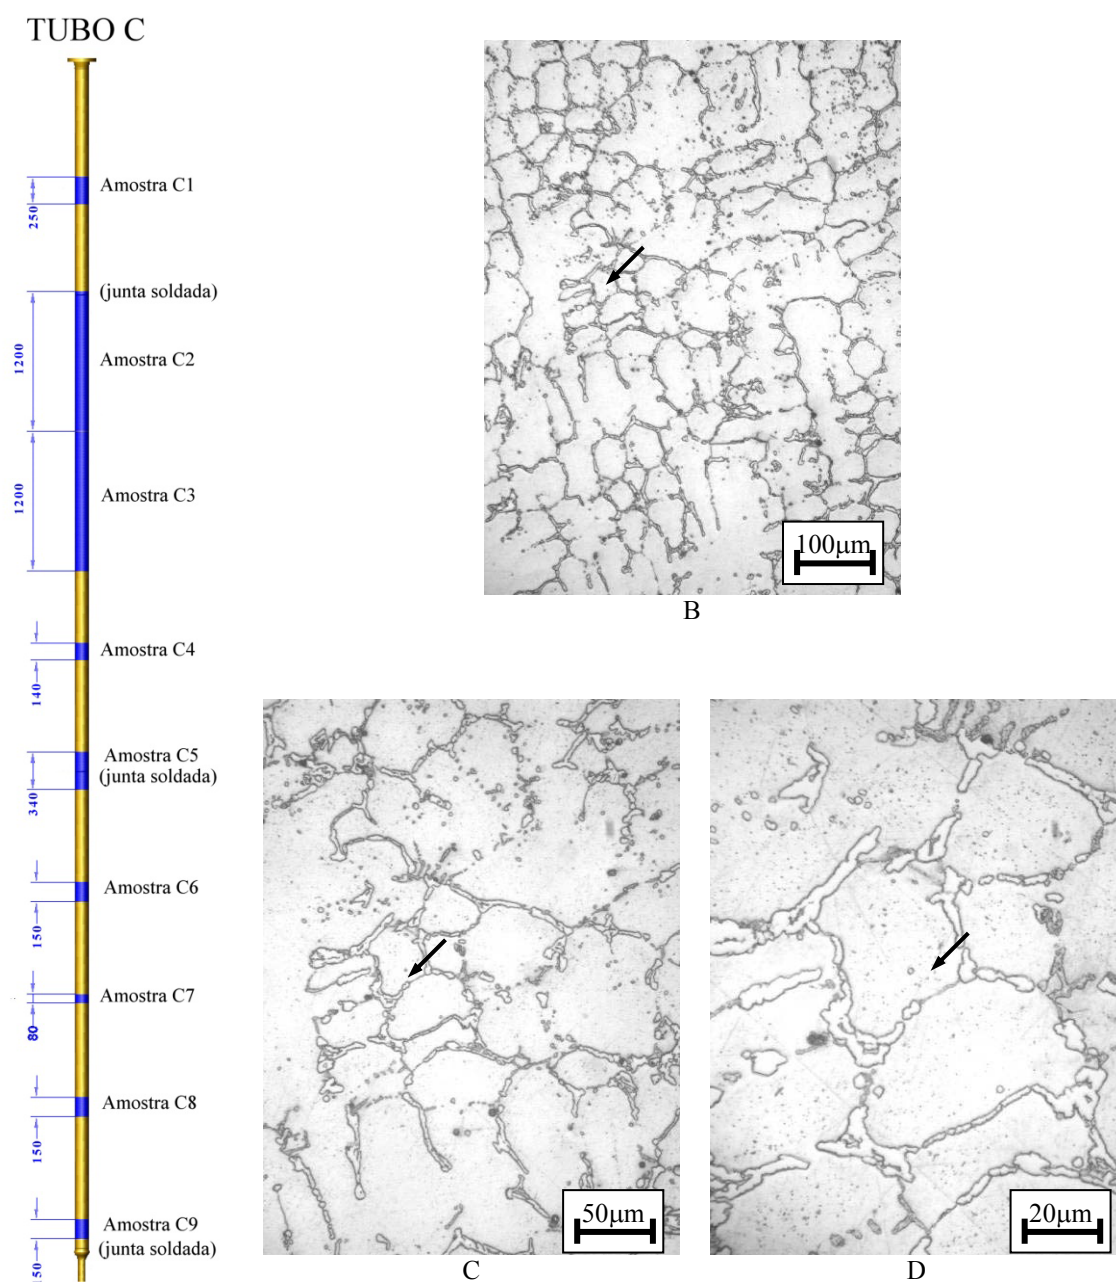 TUBO C
Amostra C1
250
(junta soldada)
1200
Amostra C2
1200
Amostra C3
Amostra C4
140
Amostra C5
(junta soldada)
340
Amostra C6
150
Amostra C7
80
Amostra C8
150
Amostra C9
(junta soldada)
150
100μm
B
50μm
C
20μm
D